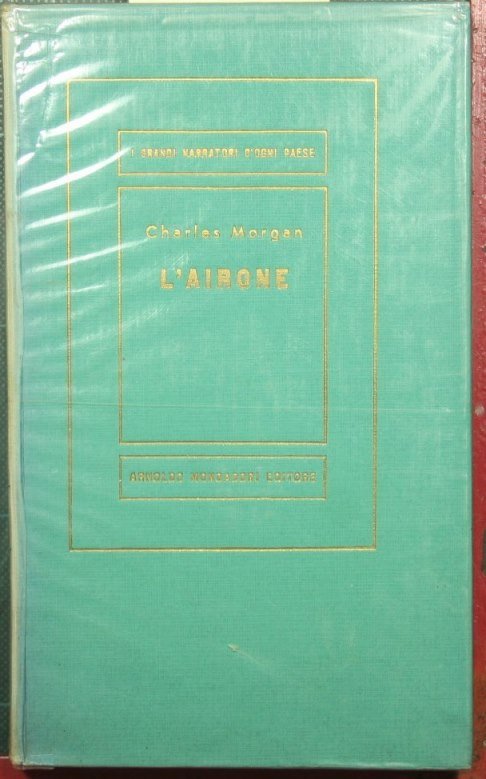 I GRANDI NARRATORI D'OGNI PAESE
Charles Morgan
L'AIRONE
ARNOLDO MONDADORI EDITORE